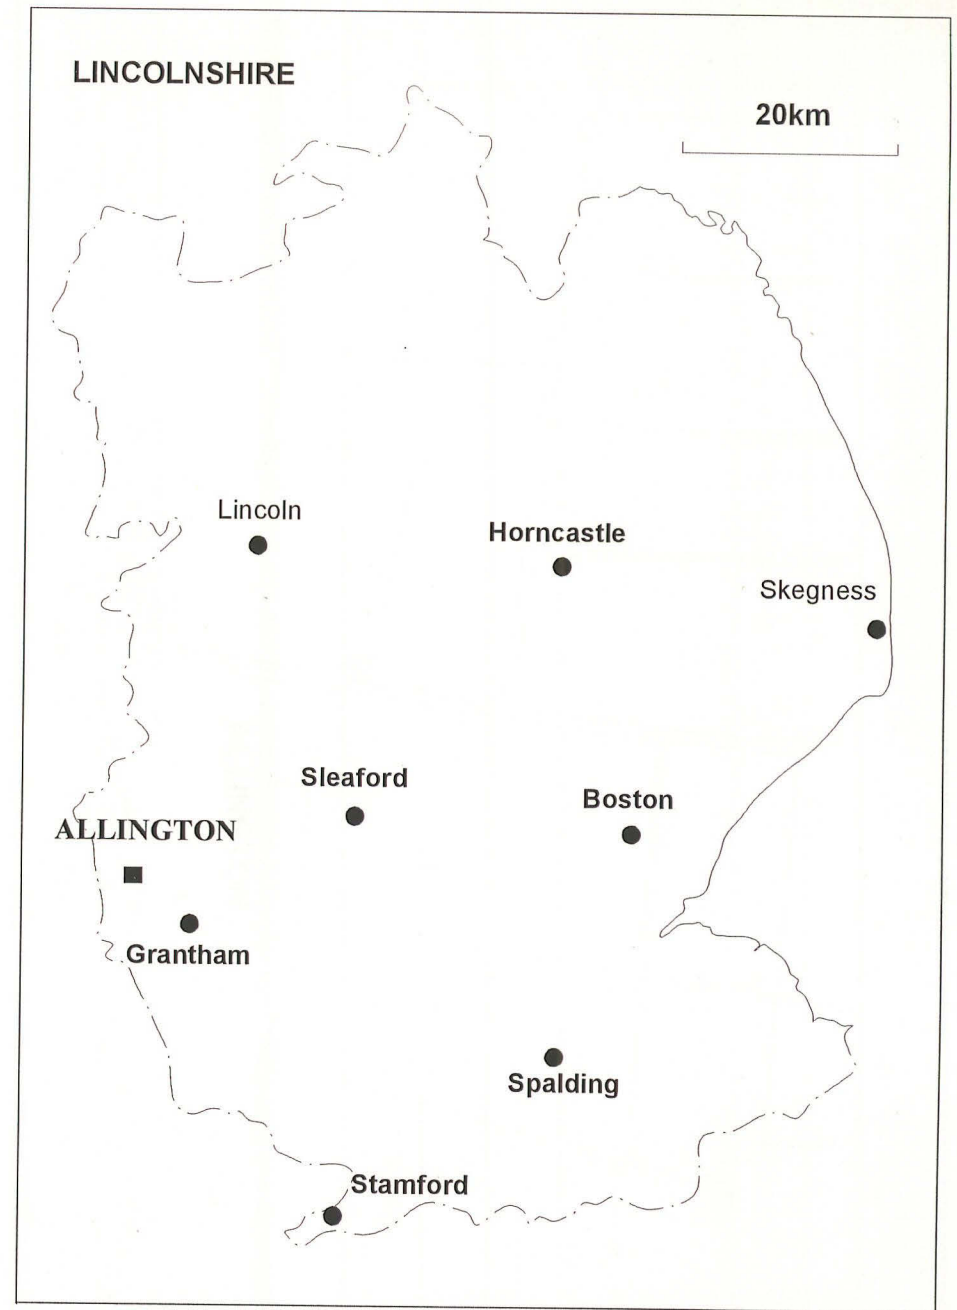 LINCOLNSHIRE
20km
Lincoln
Horncastle
Skegness
Sleaford
Boston
ALLINGTON
Grantham
Spalding
Stamford